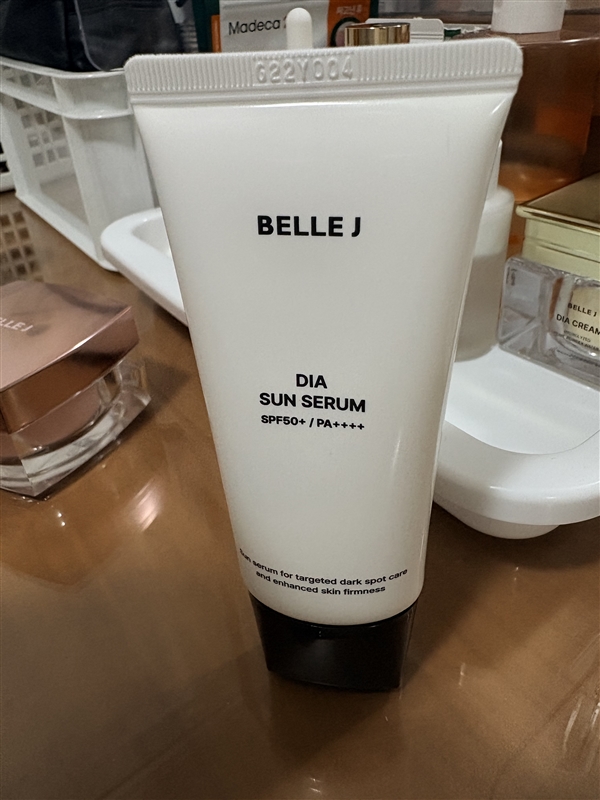 Madeca
622Y004
BELLE J
DIA
SUN SERUM
SPF50+ / PA++++
Sun serum for targeted dark spot care
and enhanced skin firmness
BELLE J
DIA CREAM